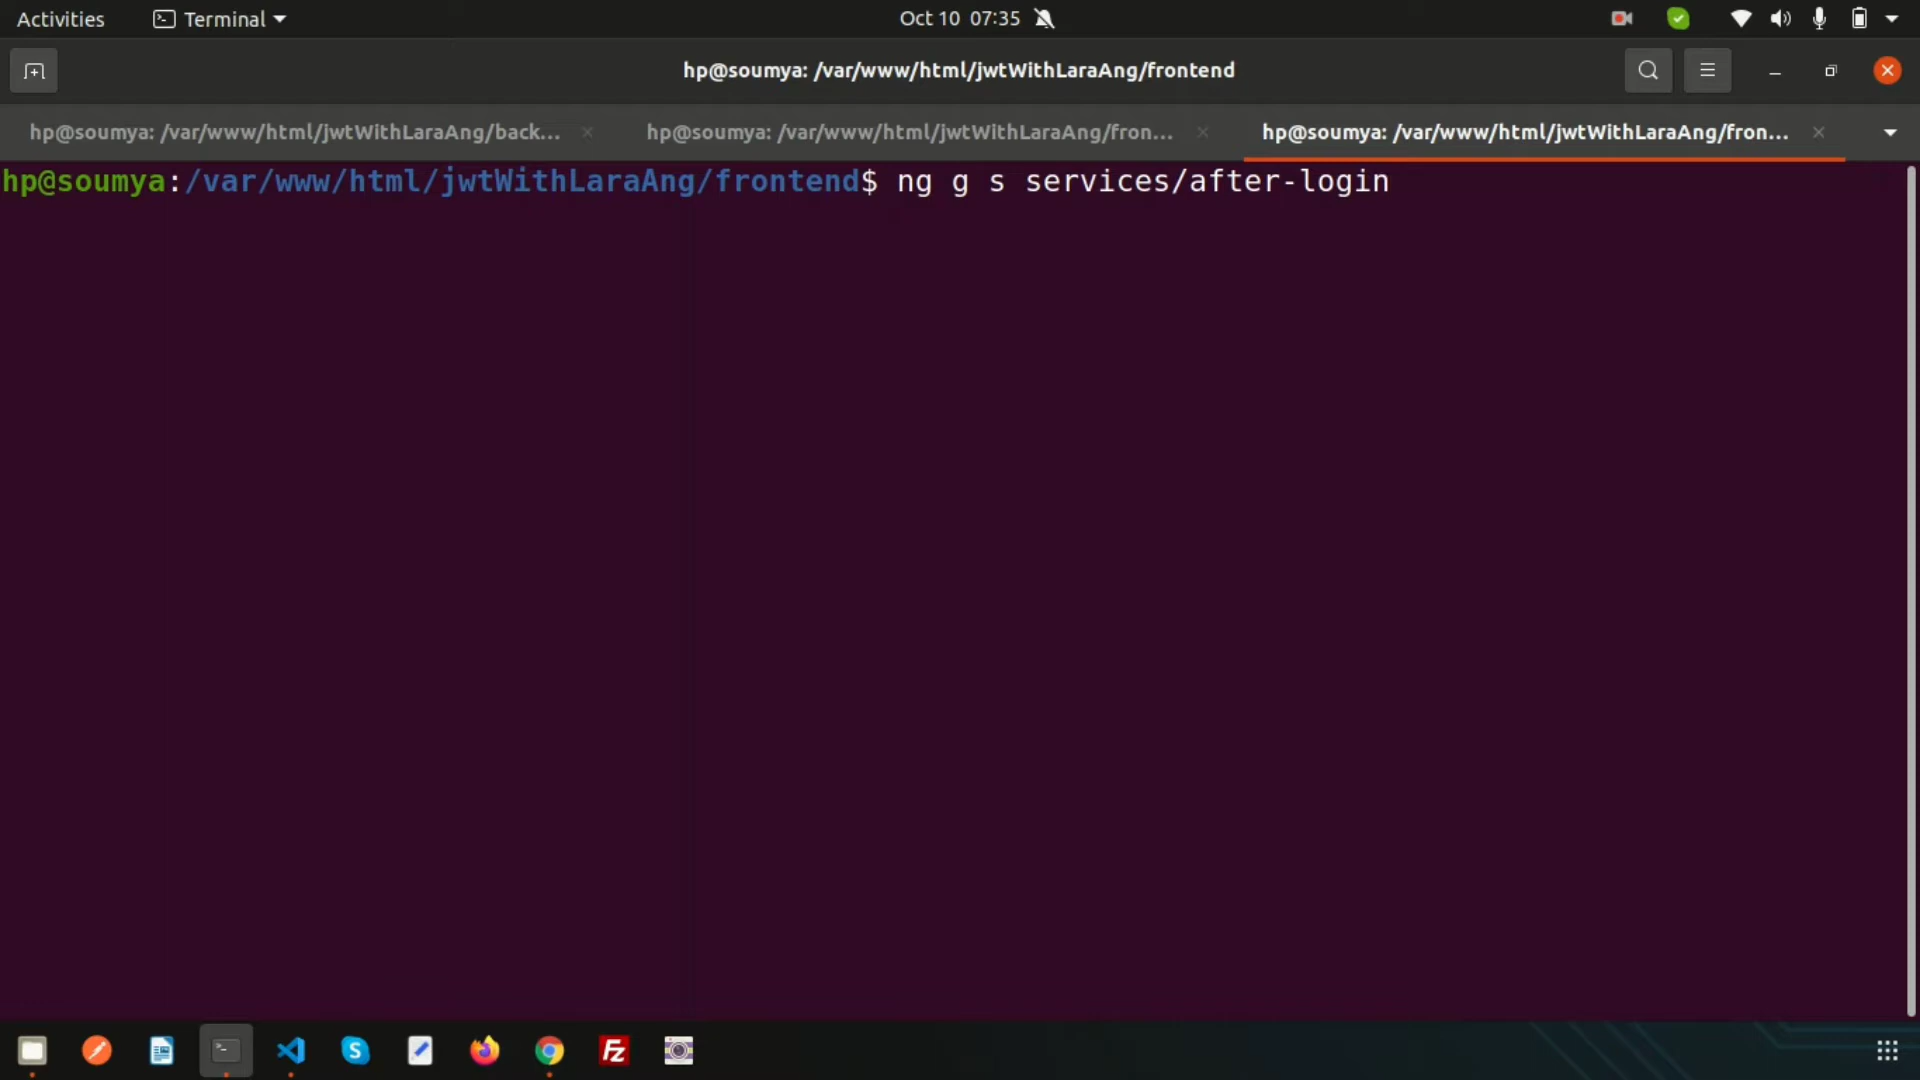 Activities
Terminal
Oct 10 07:35
hp@soumya: /var/www/html/jwtWithLaraAng/frontend
hp@soumya: /var/www/html/jwtWithLaraAng/back...
hp@soumya: /var/www/html/jwtWithLaraAng/fron...
hp@soumya: /var/www/html/jwtWithLaraAng/fron...
hp@soumya:/var/www/html/jwtWithLaraAng/frontend$ ng g s services/after-login